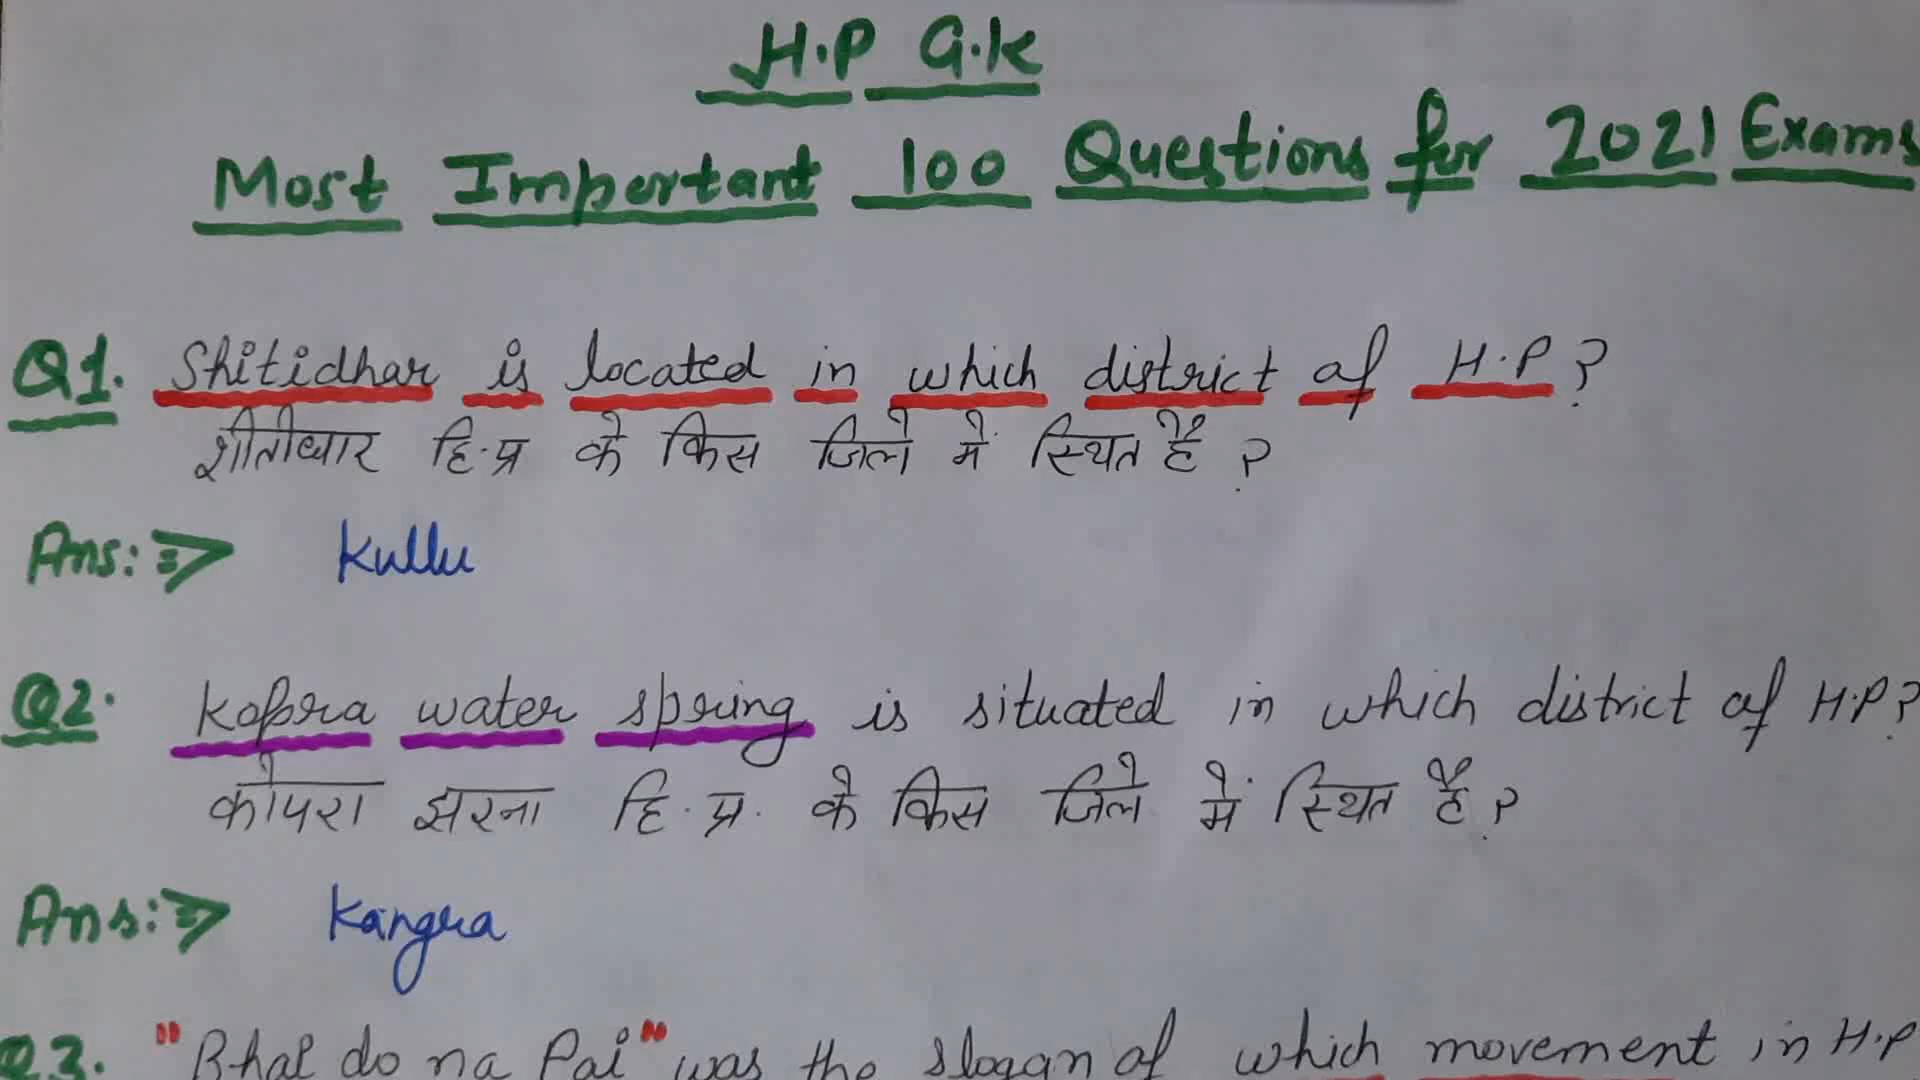 H.P G.K
Most Important 100 Questions for 2021 Exams
Q1. Shitidhar is located in which district of H.P?
शीतीधार हि.प्र के किस जिले में स्थित है?
Ans:⇒ Kullu
Q2. Kopra water spring is situated in which district of H.P?
कोपरा झरना हि.प्र. के किस जिले में स्थित है?
Ans:⇒ Kangra
Q3. "Bhai do na Pai" was the slogan of which movement in H.P